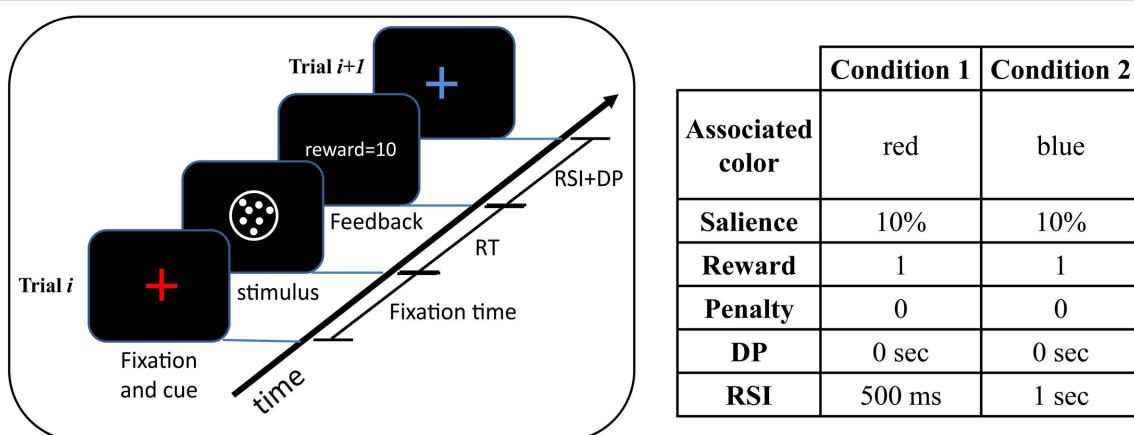 Trial i+1
reward=10
RSI+DP
Feedback
RT
Trial i
stimulus
Fixation time
Fixation
and cue
time
Condition 1 Condition 2
Associated
color red blue
Salience 10% 10%
Reward 1 1
Penalty 0 0
DP 0 sec 0 sec
RSI 500 ms 1 sec